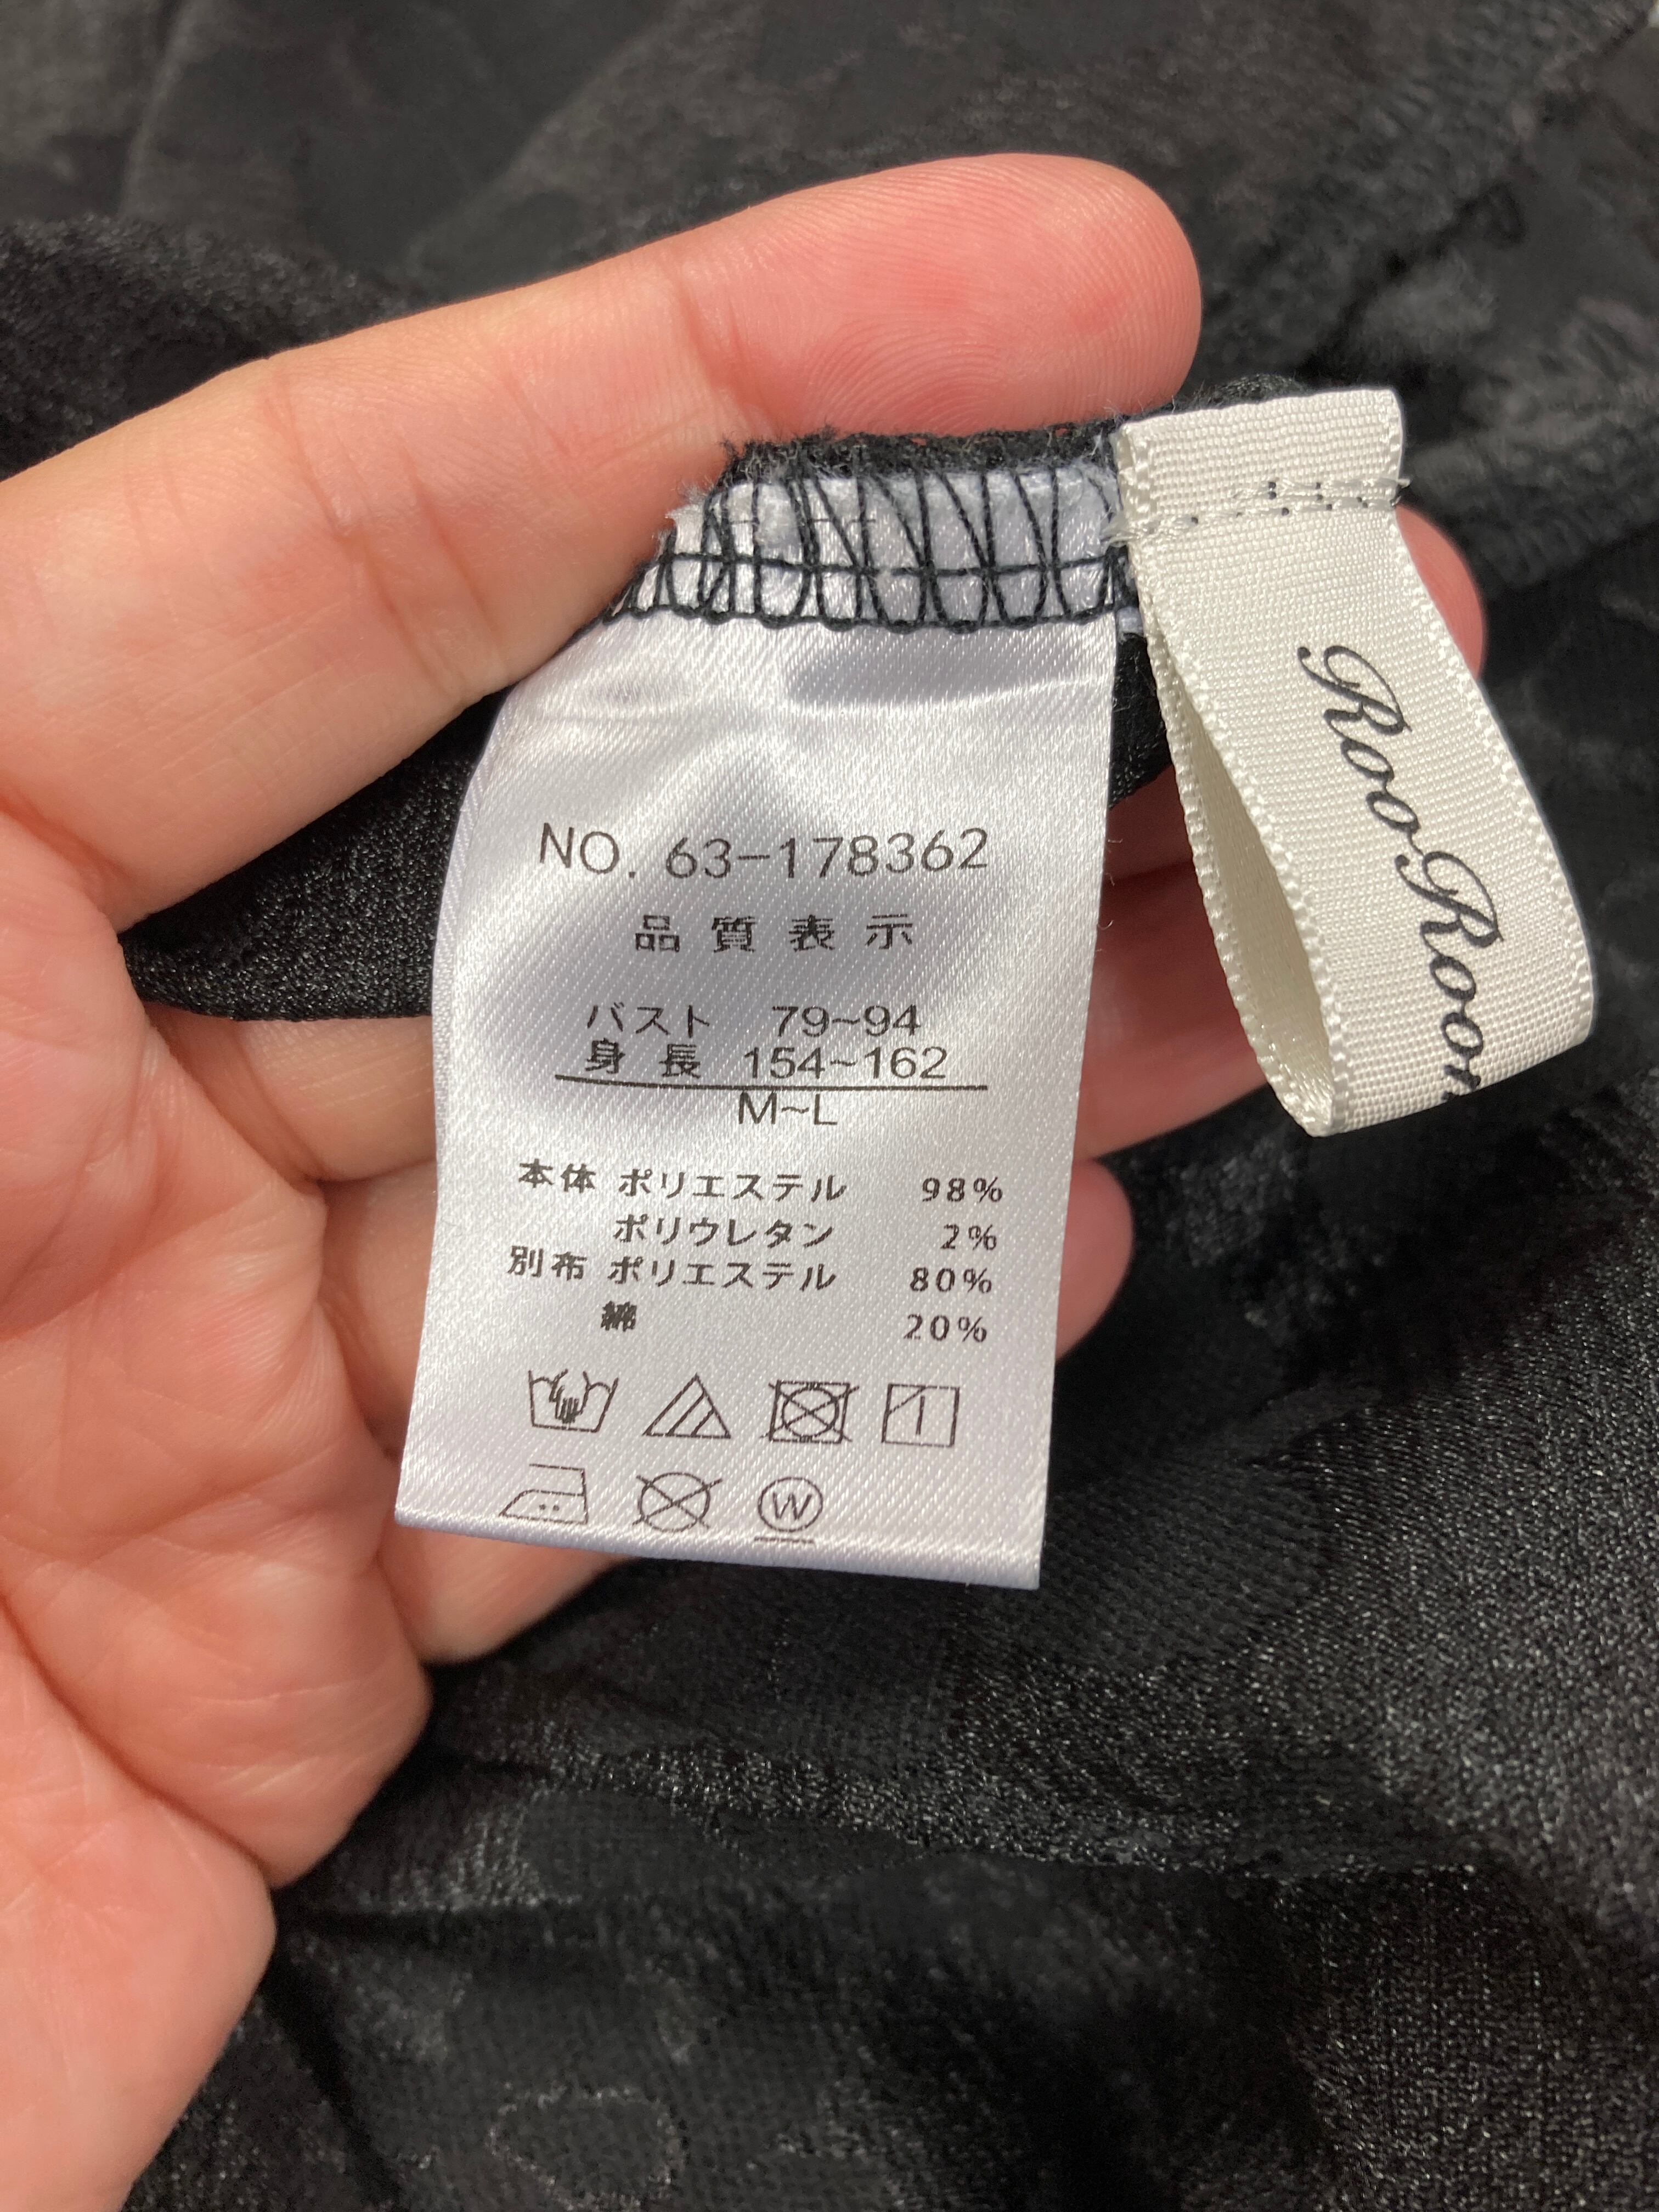 NO. 63-178362
品質表示
バスト 79~94
身長 154~162
M~L
本体 ポリエステル 98%
ポリウレタン 2%
別布 ポリエステル 80%
綿 20%
W
RooRoom